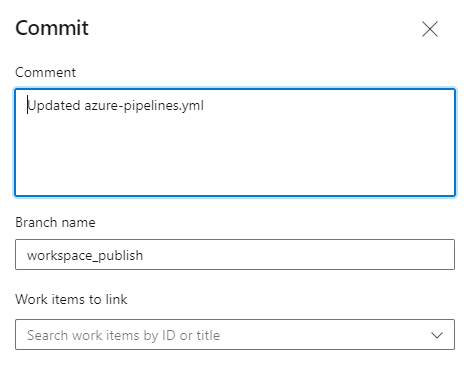 Commit
Comment
Updated azure-pipelines.yml
Branch name
workspace_publish
Work items to link
Search work items by ID or title